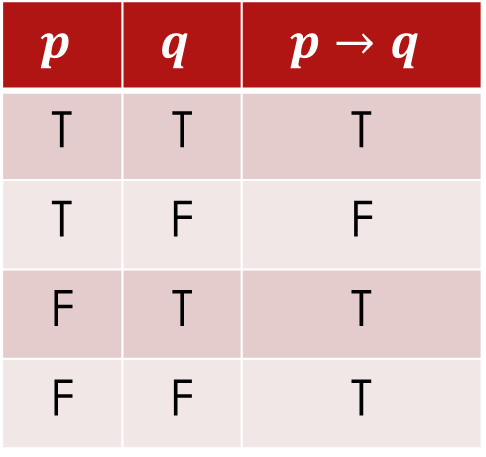 p q p → q
T T T
T F F
F T T
F F T